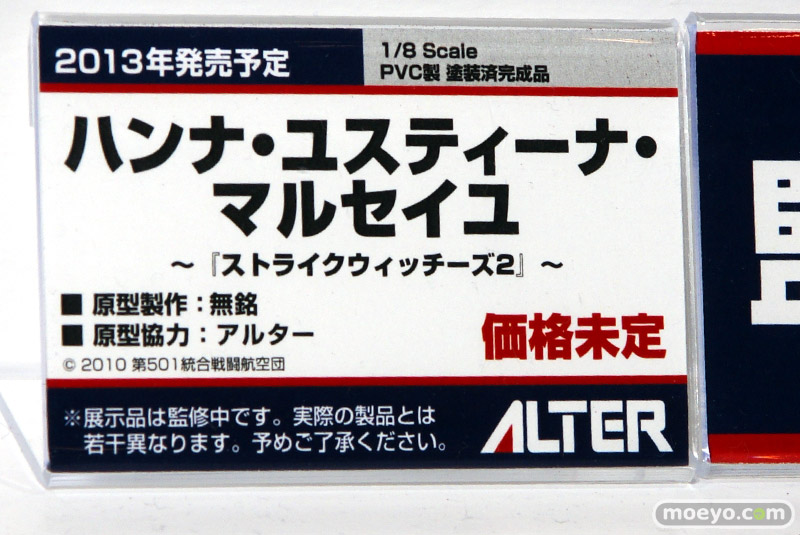 2013年発売予定
1/8 Scale
PVC製 塗装済完成品
ハンナ・ユスティーナ・
マルセイユ
～『ストライクウィッチーズ2』～
■ 原型製作：無銘
■ 原型協力：アルター
価格未定
© 2010 第501統合戦闘航空団
※展示品は監修中です。実際の製品とは
若干異なります。予めご了承ください。
ALTER
moeyo.com